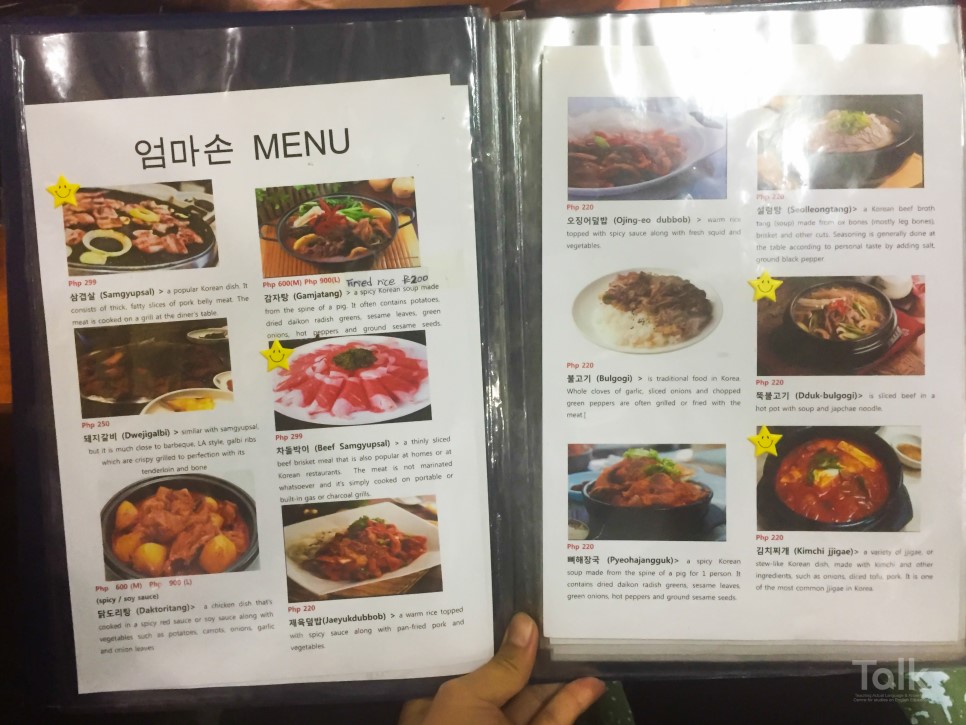 엄마손 MENU
Php 299
삼겹살 (Samgyupsal) > a popular Korean dish. It
consists of thick, fatty slices of pork belly meat. The
meat is cooked on a grill at the diner's table.
Php 250
돼지갈비 (Dwejigalbi) > similar with samgyupsal,
but it is much close to barbeque, LA style, galbi ribs
which are crispy grilled to perfection with its
tenderloin and bone
Php 600 (M) Php 900 (L)
(spicy / soy sauce)
닭도리탕 (Daktoritang)> a chicken dish that's
cooked in a spicy red sauce or soy sauce along with
vegetables such as potatoes, carrots, onions, garlic
and onion leaves
Php 600(M) Php 900(L) Fried rice ₱200
감자탕 (Gamjatang) > a spicy Korean soup made
from the spine of a pig. It often contains potatoes,
dried daikon radish greens, sesame leaves, green
onions, hot peppers, and ground sesame seeds.
Php 299
차돌박이 (Beef Samgyupsal) > a thinly sliced
beef brisket meal that is also popular at homes or at
Korean restaurants. The meat is not marinated
whatsoever and it's simply cooked on portable or
built-in gas or charcoal grills.
Php 220
제육덮밥(Jaeyukdubbob) > a warm rice topped
with spicy sauce along with pan-fried pork and
vegetables.
Php 220
오징어덮밥 (Ojing-eo dubbob) > warm rice
topped with spicy sauce along with fresh squid and
vegetables.
Php 220
불고기 (Bulgogi) > is traditional food in Korea.
Whole cloves of garlic, sliced onions and chopped
green peppers are often grilled or fried with the
meat.
Php 220
뼈해장국 (Pyeohajangguk)> a spicy Korean
soup made from the spine of a pig for 1 person. It
contains dried daikon radish greens, sesame leaves,
green onions, hot peppers and ground sesame seeds.
Php 220
설렁탕 (Seolleongtang)> a Korean beef broth
tang (soup) made from ox bones (mostly leg bones),
brisket and other cuts. Seasoning is generally done at
the table according to personal taste by adding salt,
ground black pepper
Php 220
뚝불고기 (Dduk-bulgogi)> is sliced beef in a
hot pot with soup and japchae noodle.
Php 220
김치찌개 (Kimchi jjigae)> a variety of jjigae, or
stew-like Korean dish, made with Kimchi and other
ingredients, such as onions, sliced tofu, pork. It is one
of the most common jjigae in Korea.
Talk